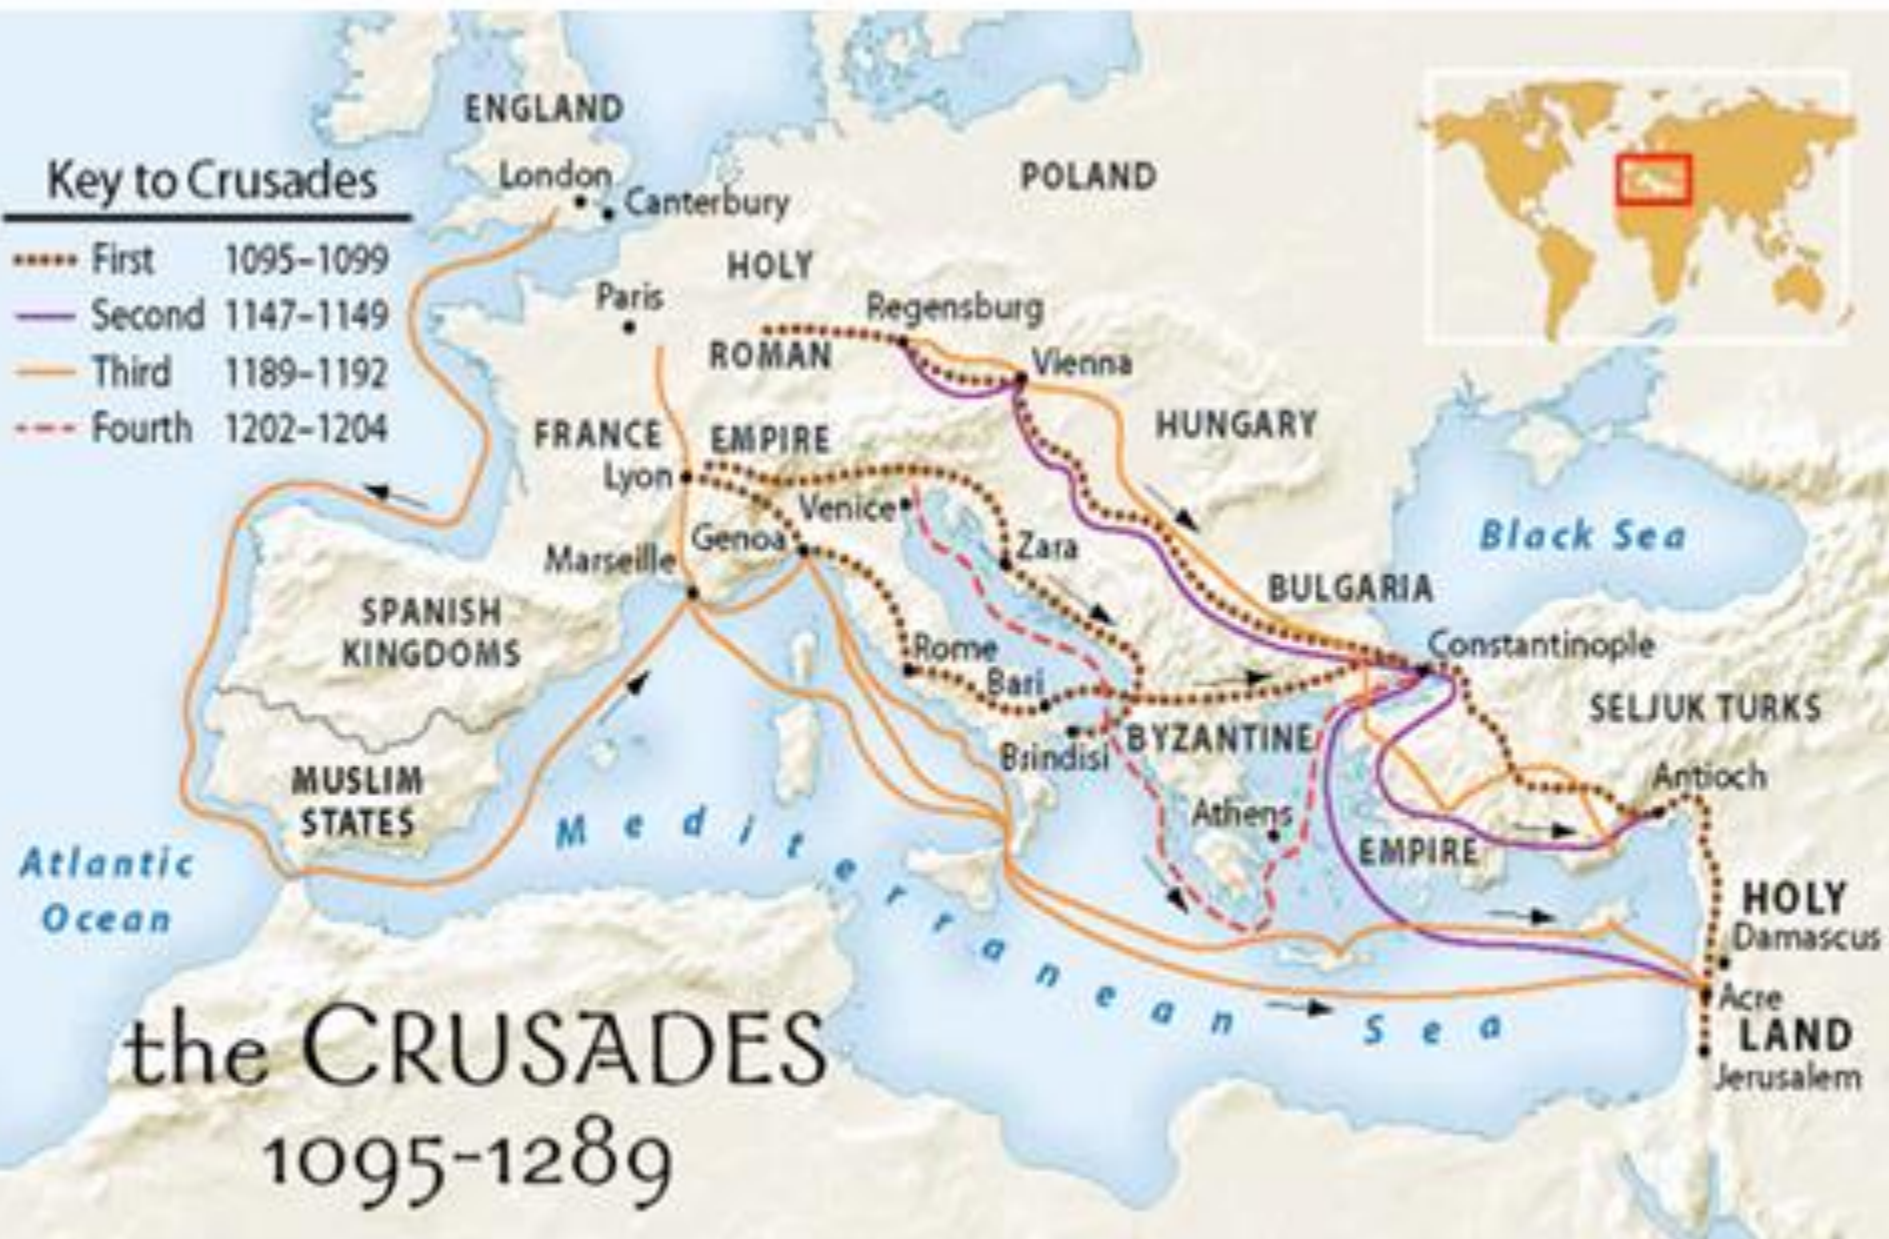 ENGLAND
London
Canterbury
POLAND
Key to Crusades
First 1095–1099
Second 1147–1149
Third 1189–1192
Fourth 1202–1204
HOLY
Paris
Regensburg
ROMAN
Vienna
FRANCE
EMPIRE
HUNGARY
Lyon
Venice
Genoa
Zara
Black Sea
Marseille
BULGARIA
SPANISH
KINGDOMS
Rome
Constantinople
Bari
SELJUK TURKS
BYZANTINE
Brindisi
MUSLIM
STATES
Antioch
Athens
EMPIRE
Atlantic
Ocean
Mediterranean Sea
HOLY
Damascus
Acre
LAND
Jerusalem
the CRUSADES
1095-1289